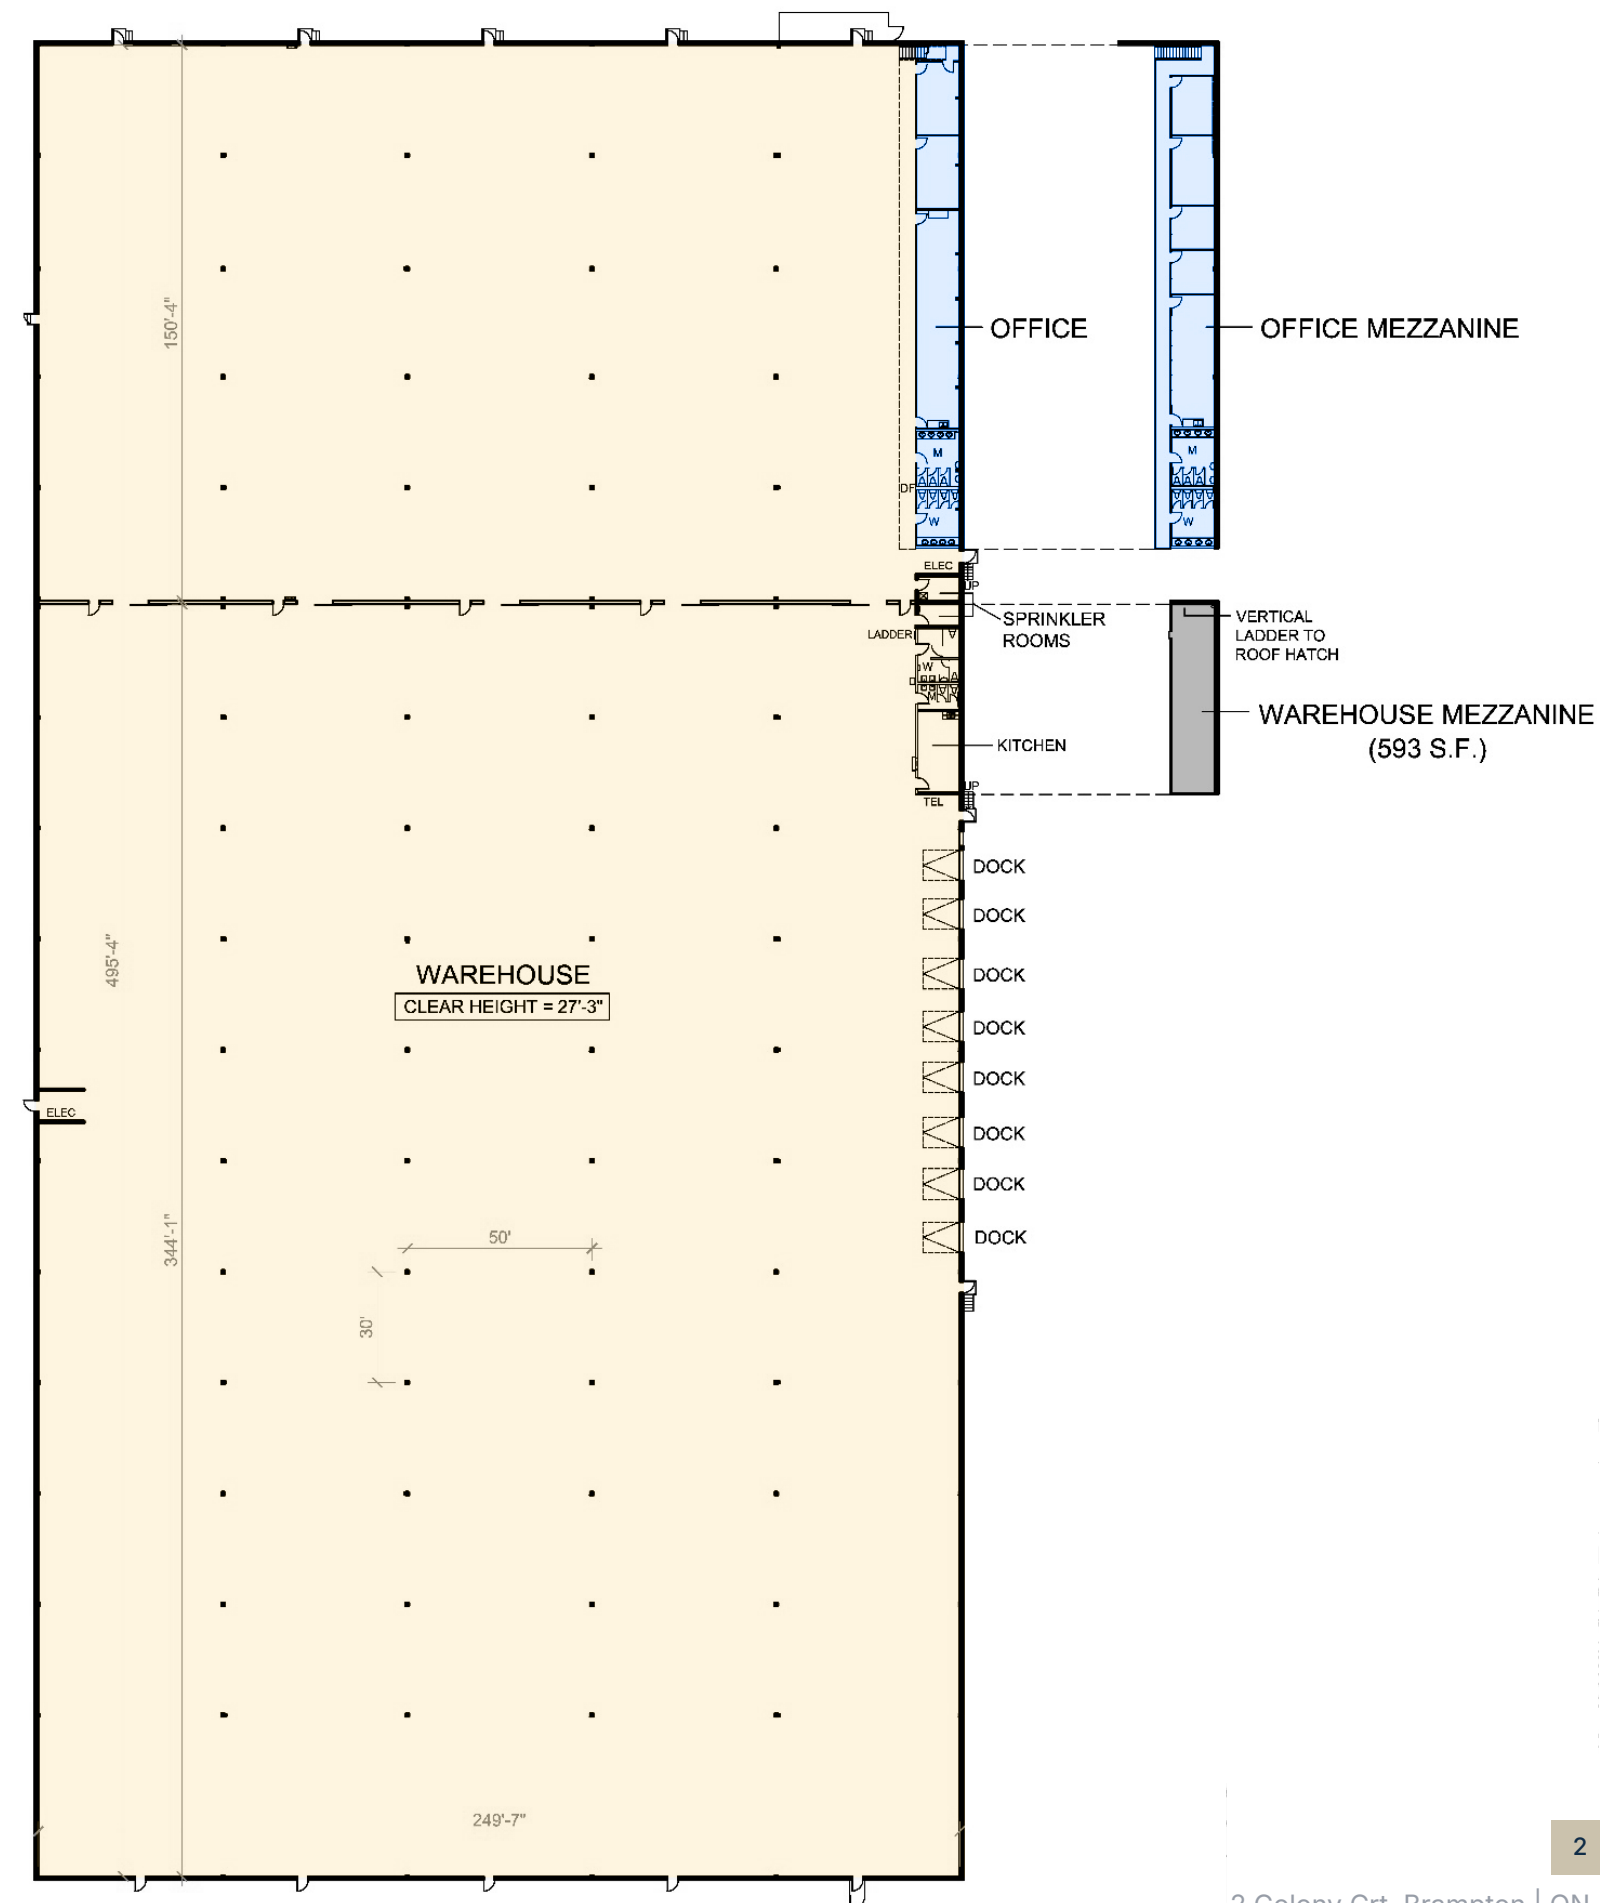 150'-4"
OFFICE
OFFICE MEZZANINE
M
M
DF
W
W
ELEC
UP
SPRINKLER
ROOMS
VERTICAL
LADDER TO
ROOF HATCH
LADDER
W
M
WAREHOUSE MEZZANINE
(593 S.F.)
KITCHEN
UP
TEL
DOCK
DOCK
495'-4"
WAREHOUSE
CLEAR HEIGHT = 27'-3"
DOCK
DOCK
DOCK
ELEC
DOCK
DOCK
344'-1"
50'
DOCK
30'
249'-7"
2